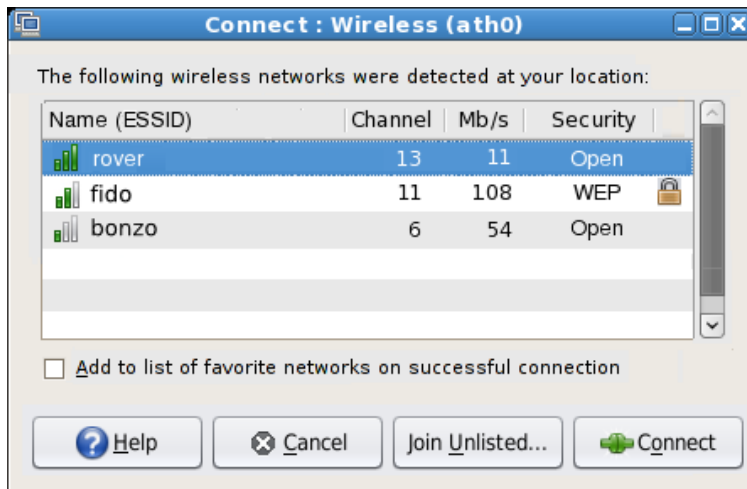 Connect : Wireless (ath0)
The following wireless networks were detected at your location:
Name (ESSID) Channel Mb/s Security
rover 13 11 Open
fido 11 108 WEP
bonzo 6 54 Open
Add to list of favorite networks on successful connection
Help Cancel Join Unlisted... Connect